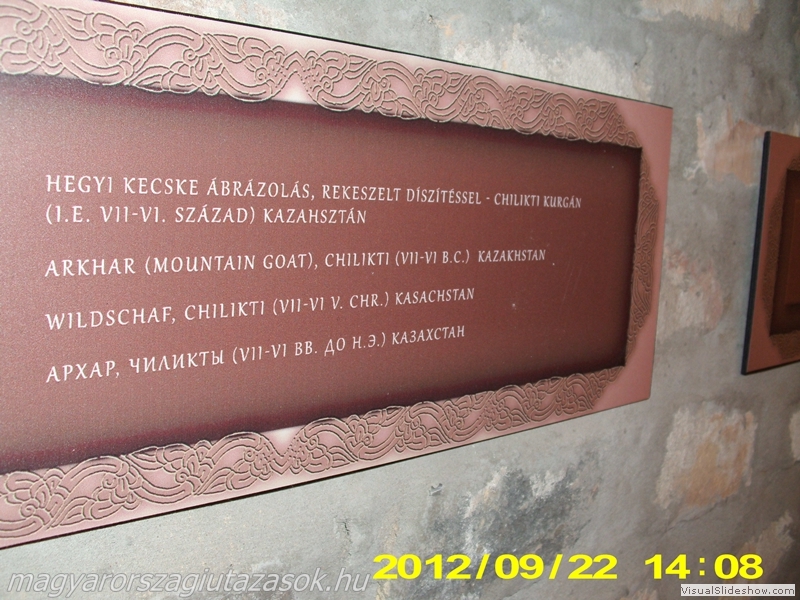 HEGYI KECSKE ÁBRÁZOLÁS, REKESZELT DÍSZÍTÉSSEL - CHILIKTI KURGÁN
(I.E. VII-VI. SZÁZAD) KAZAHSZTÁN
ARKHAR (MOUNTAIN GOAT), CHILIKTI (VII-VI B.C.) KAZAKHSTAN
WILDSCHAF, CHILIKTI (VII-VI V. CHR.) KASACHSTAN
АРХАР, ЧИЛИКТЫ (VII-VI ВВ. ДО Н.Э.) КАЗАХСТАН
2012/09/22 14:08
magyarorszagiutazasok.hu
VisualSlideshow.com